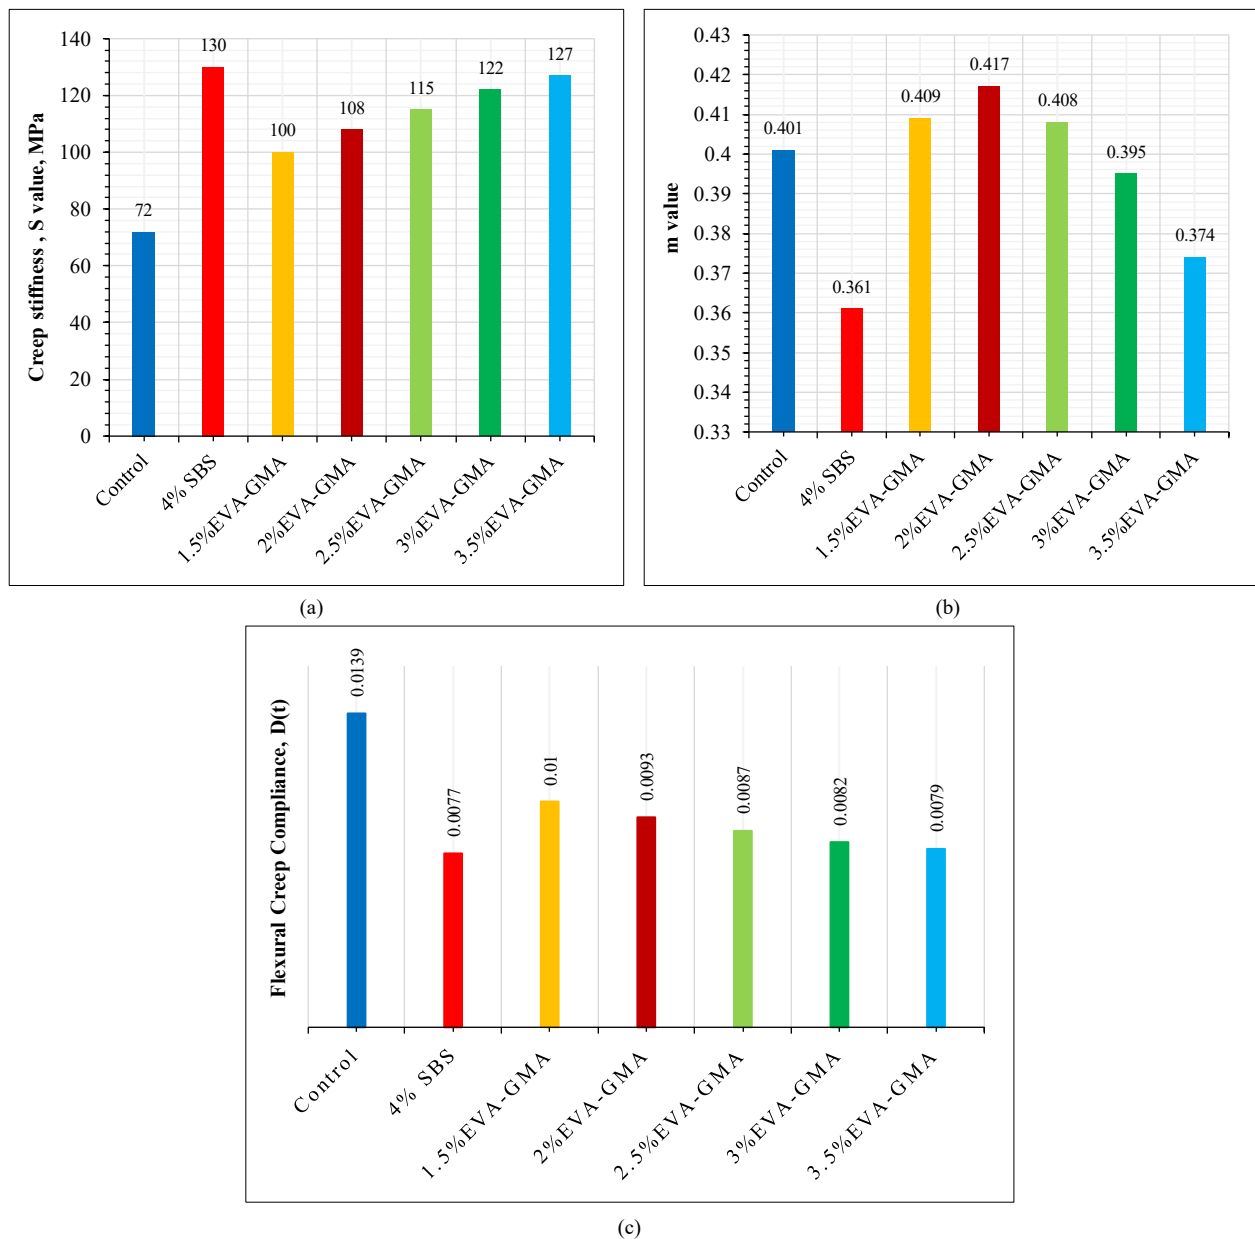 Creep stiffness , S value, MPa
140
120
100
80
60
40
20
0
72
130
100
108
115
122
127
Control
4% SBS
1.5%EVA-GMA
2%EVA-GMA
2.5%EVA-GMA
3%EVA-GMA
3.5%EVA-GMA
(a)
m value
0.43
0.42
0.41
0.4
0.39
0.38
0.37
0.36
0.35
0.34
0.33
0.401
0.361
0.409
0.417
0.408
0.395
0.374
Control
4% SBS
1.5%EVA-GMA
2%EVA-GMA
2.5%EVA-GMA
3%EVA-GMA
3.5%EVA-GMA
(b)
Flexural Creep Compliance, D(t)
0.0139
0.0077
0.01
0.0093
0.0087
0.0082
0.0079
Control
4% SBS
1.5%EVA-GMA
2%EVA-GMA
2.5%EVA-GMA
3%EVA-GMA
3.5%EVA-GMA
(c)